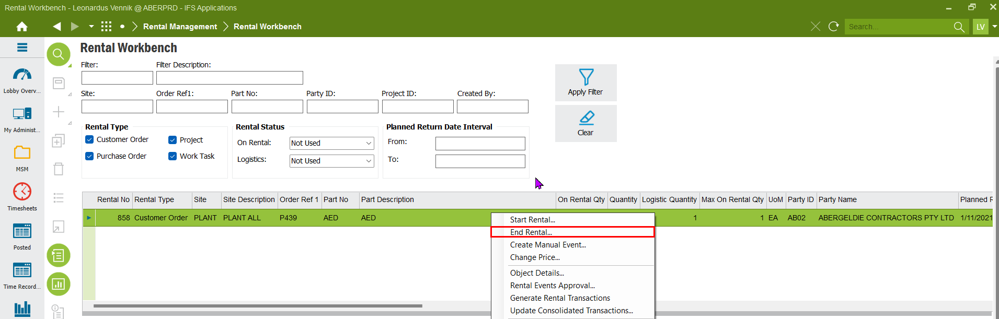 Rental Workbench - Leonardus Vennik @ ABERPRD - IFS Applications
Rental Management
Rental Workbench
Search...
LV
Rental Workbench
Filter:
Filter Description:
Site:
Order Ref1:
Part No:
Party ID:
Project ID:
Created By:
Apply Filter
Clear
Rental Type
Customer Order
Project
Purchase Order
Work Task
Rental Status
On Rental:
Not Used
Logistics:
Not Used
Planned Return Date Interval
From:
To:
Lobby Overv...
My Administ...
MSM
Timesheets
Posted
Time Record...
Rental No Rental Type Site Site Description Order Ref 1 Part No Part Description On Rental Qty Quantity Logistic Quantity Max On Rental Qty UoM Party ID Party Name Planned R
858 Customer Order PLANT PLANT ALL P439 AED AED 1 1 EA AB02 ABERGELDIE CONTRACTORS PTY LTD 1/11/2021
Start Rental...
End Rental...
Create Manual Event...
Change Price...
Object Details...
Rental Events Approval...
Generate Rental Transactions
Update Consolidated Transactions...